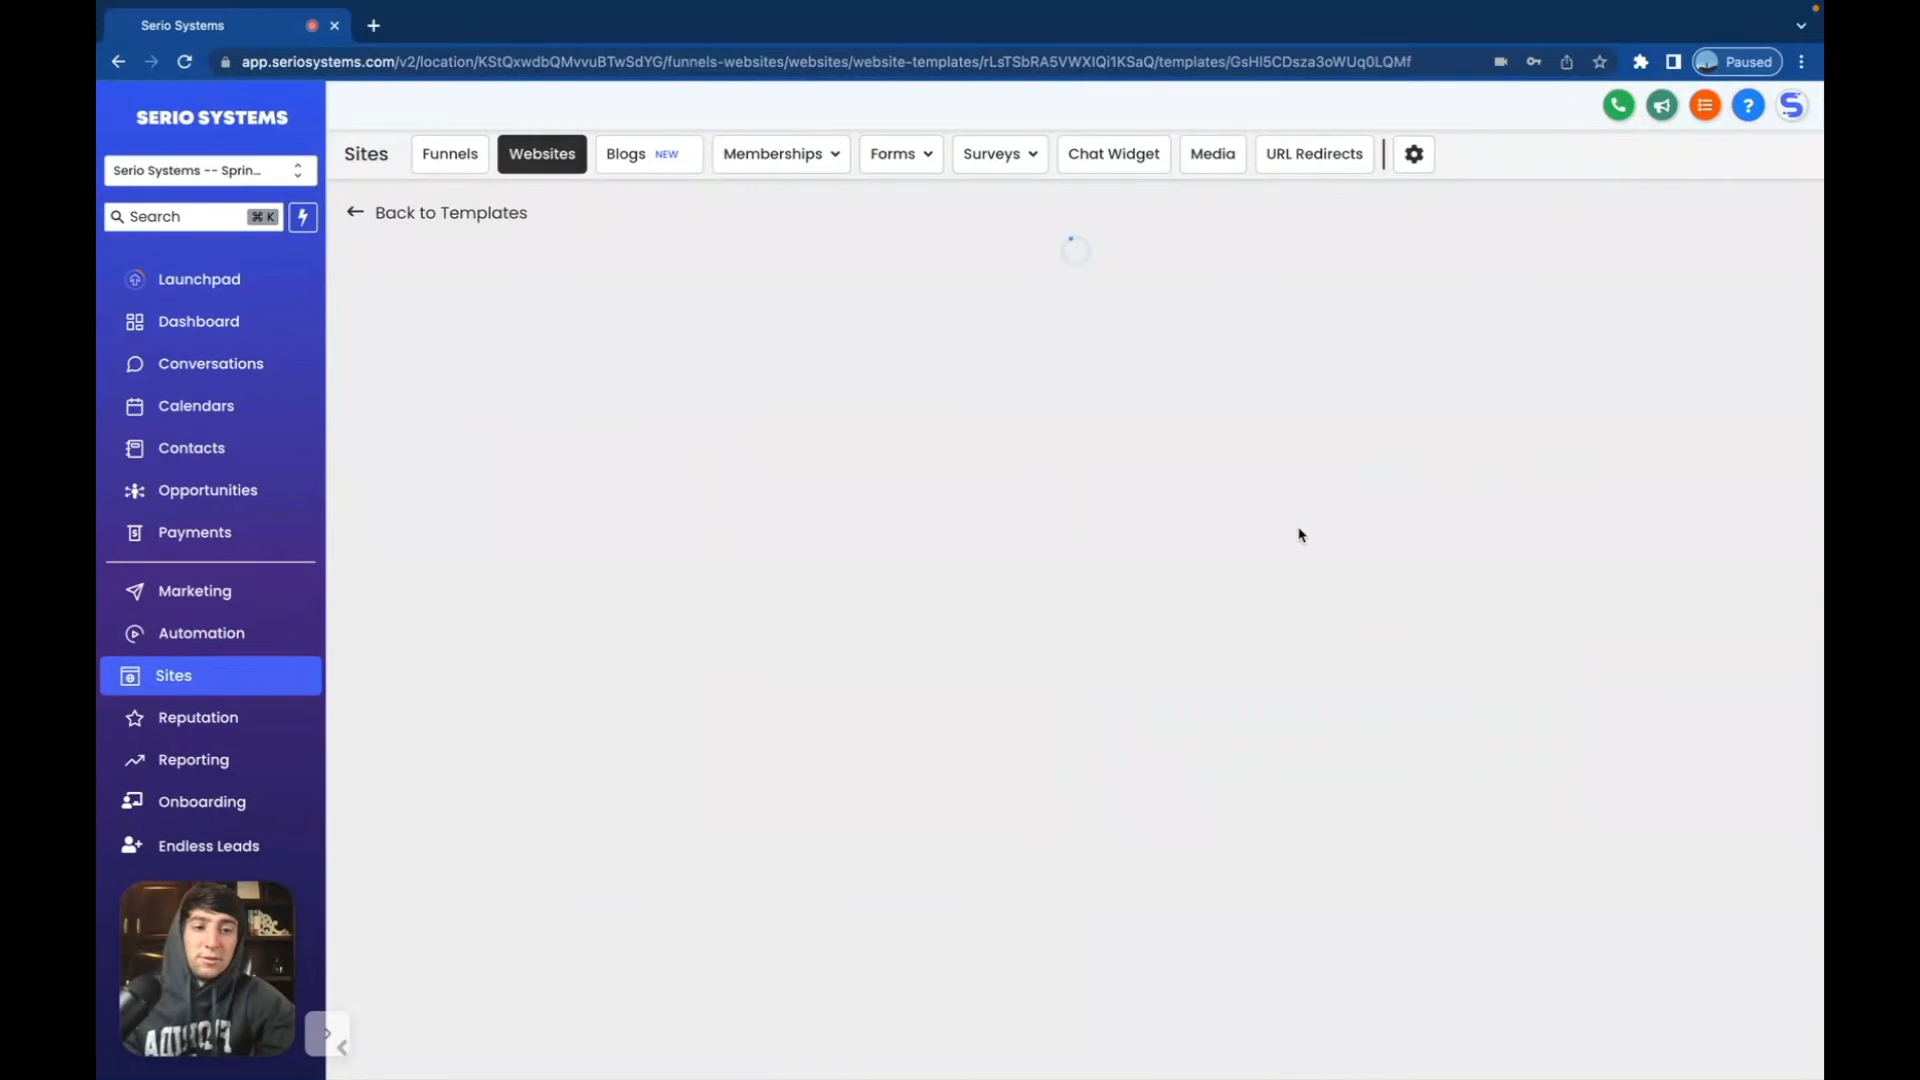 Serio Systems
app.seriosystems.com/v2/location/KStQxwdbQMvvuBTwSdYG/funnels-websites/websites/website-templates/rLsTSbRA5VWXIQi1KSaQ/templates/GsHI5CDsza3oWUq0LQMf
Paused
SERIO SYSTEMS
Serio Systems -- Sprin...
Search ⌘ K
Sites
Funnels
Websites
Blogs NEW
Memberships
Forms
Surveys
Chat Widget
Media
URL Redirects
Back to Templates
Launchpad
Dashboard
Conversations
Calendars
Contacts
Opportunities
Payments
Marketing
Automation
Sites
Reputation
Reporting
Onboarding
Endless Leads